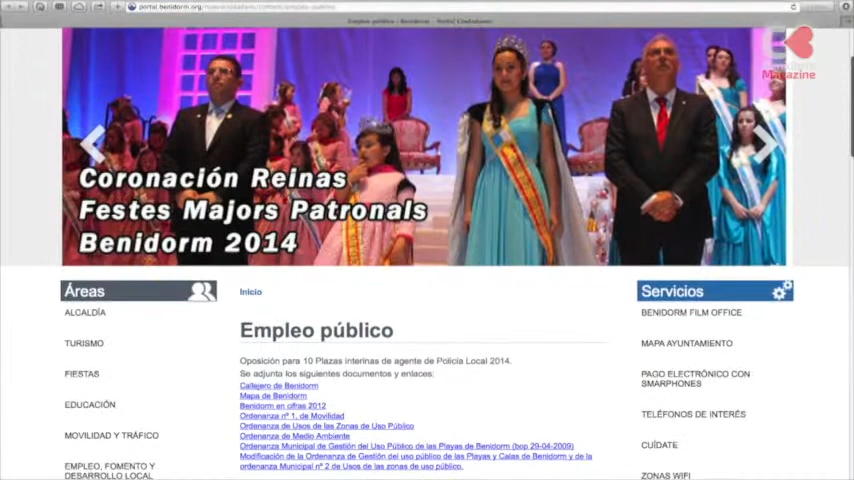 portal.benidorm.org
Empleo público | Benidorm - Portal Ciudadano
Magazine
Coronación Reinas
Festes Majors Patronals
Benidorm 2014
Áreas
ALCALDÍA
TURISMO
FIESTAS
EDUCACIÓN
MOVILIDAD Y TRÁFICO
EMPLEO, FOMENTO Y
DESARROLLO LOCAL
Inicio
Empleo público
Oposición para 10 Plazas interinas de agente de Policía Local 2014.
Se adjunta los siguientes documentos y enlaces:
Callejero de Benidorm
Mapa de Benidorm
Benidorm en cifras 2012
Ordenanza nº 1, de Movilidad
Ordenanza de Usos de las Zonas de Uso Público
Ordenanza de Medio Ambiente
Ordenanza Municipal de Gestión del Uso Público de las Playas de Benidorm (bop 29-04-2009)
Modificación de la Ordenanza de Gestión del uso público de las Playas y Calas de Benidorm y de la
ordenanza Municipal nº 2 de Usos de las zonas de uso público.
Servicios
BENIDORM FILM OFFICE
MAPA AYUNTAMIENTO
PAGO ELECTRÓNICO CON
SMARPHONES
TELÉFONOS DE INTERÉS
CUÍDATE
ZONAS WIFI